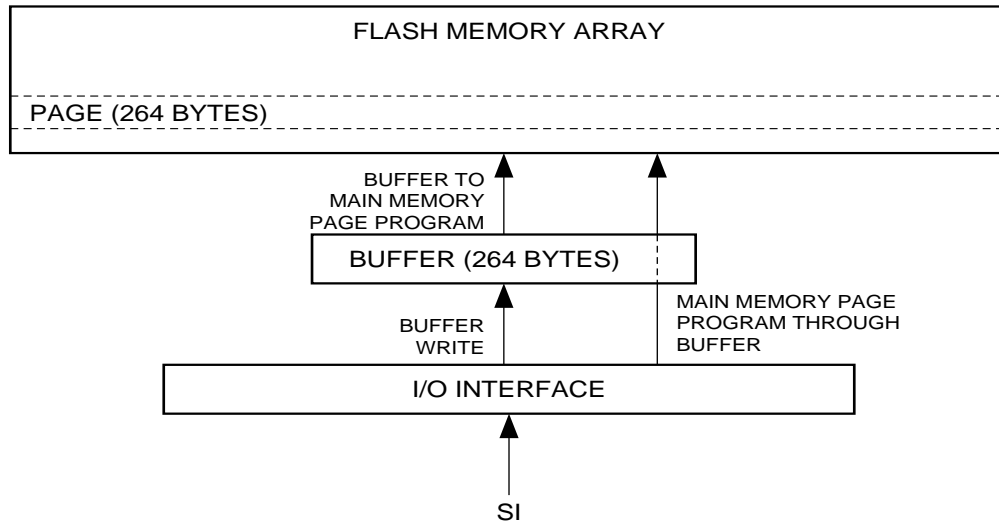 FLASH MEMORY ARRAY
PAGE (264 BYTES)
BUFFER TO
MAIN MEMORY
PAGE PROGRAM
BUFFER (264 BYTES)
MAIN MEMORY PAGE
PROGRAM THROUGH
BUFFER
BUFFER
WRITE
I/O INTERFACE
SI